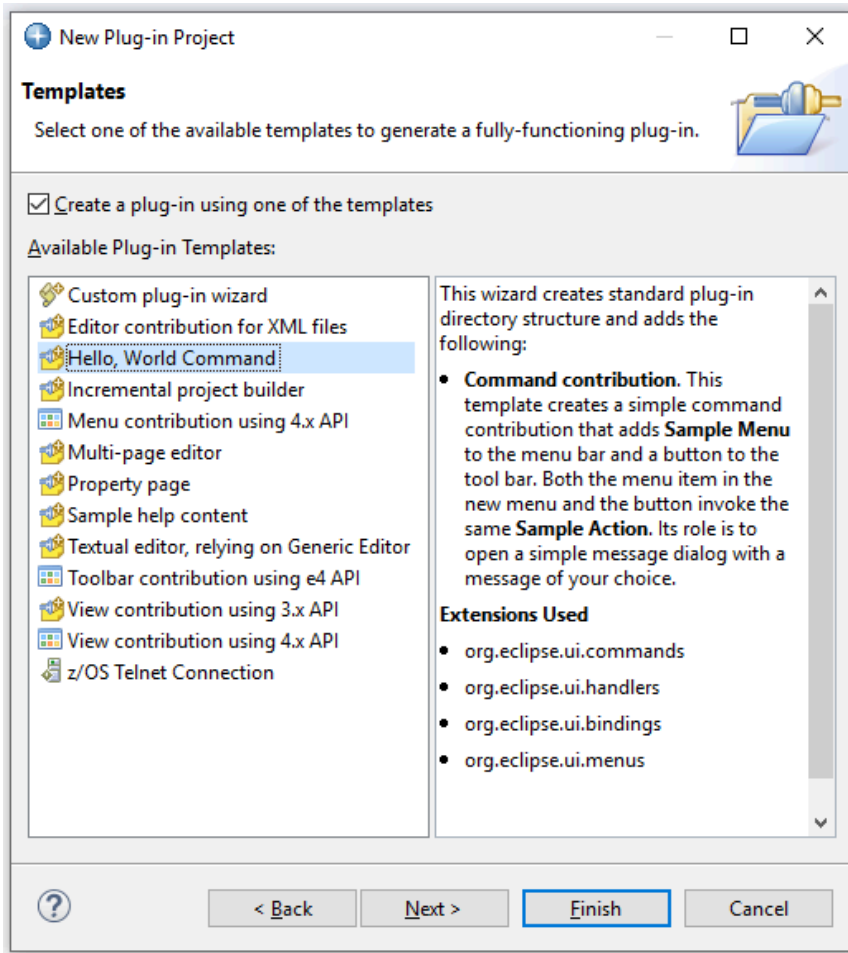 New Plug-in Project
Templates
Select one of the available templates to generate a fully-functioning plug-in.
Create a plug-in using one of the templates
Available Plug-in Templates:
Custom plug-in wizard
Editor contribution for XML files
Hello, World Command
Incremental project builder
Menu contribution using 4.x API
Multi-page editor
Property page
Sample help content
Textual editor, relying on Generic Editor
Toolbar contribution using e4 API
View contribution using 3.x API
View contribution using 4.x API
z/OS Telnet Connection
This wizard creates standard plug-in
directory structure and adds the
following:
• Command contribution. This
template creates a simple command
contribution that adds Sample Menu
to the menu bar and a button to the
tool bar. Both the menu item in the
new menu and the button invoke the
same Sample Action. Its role is to
open a simple message dialog with a
message of your choice.
Extensions Used
• org.eclipse.ui.commands
• org.eclipse.ui.handlers
• org.eclipse.ui.bindings
• org.eclipse.ui.menus
? < Back Next > Finish Cancel